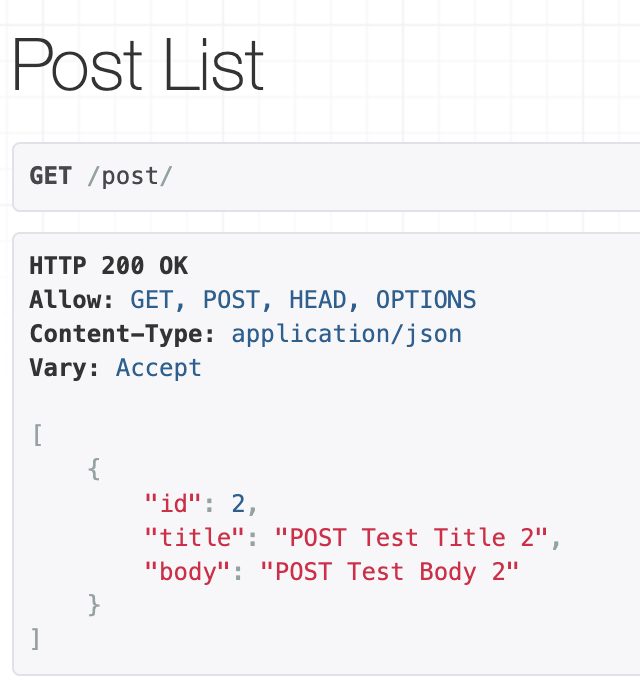 Post List
GET /post/
HTTP 200 OK
Allow: GET, POST, HEAD, OPTIONS
Content-Type: application/json
Vary: Accept
[
    {
        "id": 2,
        "title": "POST Test Title 2",
        "body": "POST Test Body 2"
    }
]